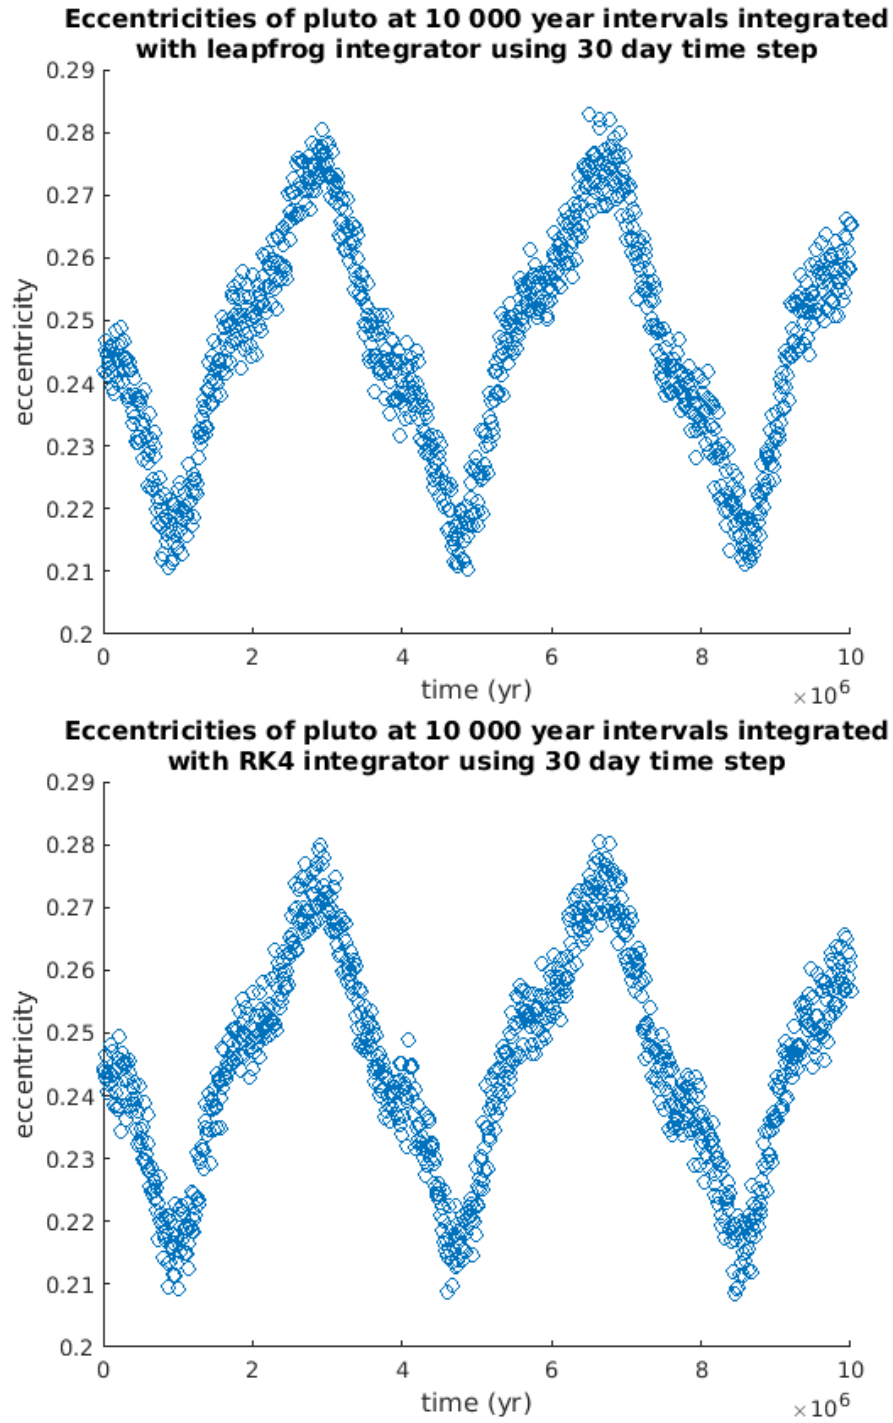 Eccentricities of pluto at 10 000 year intervals integrated
with leapfrog integrator using 30 day time step
0.29
0.28
0.27
0.26
0.25
0.24
0.23
0.22
0.21
0.2
eccentricity
0 2 4 6 8 10
time (yr)
×10⁶
Eccentricities of pluto at 10 000 year intervals integrated
with RK4 integrator using 30 day time step
0.29
0.28
0.27
0.26
0.25
0.24
0.23
0.22
0.21
0.2
eccentricity
0 2 4 6 8 10
time (yr)
×10⁶